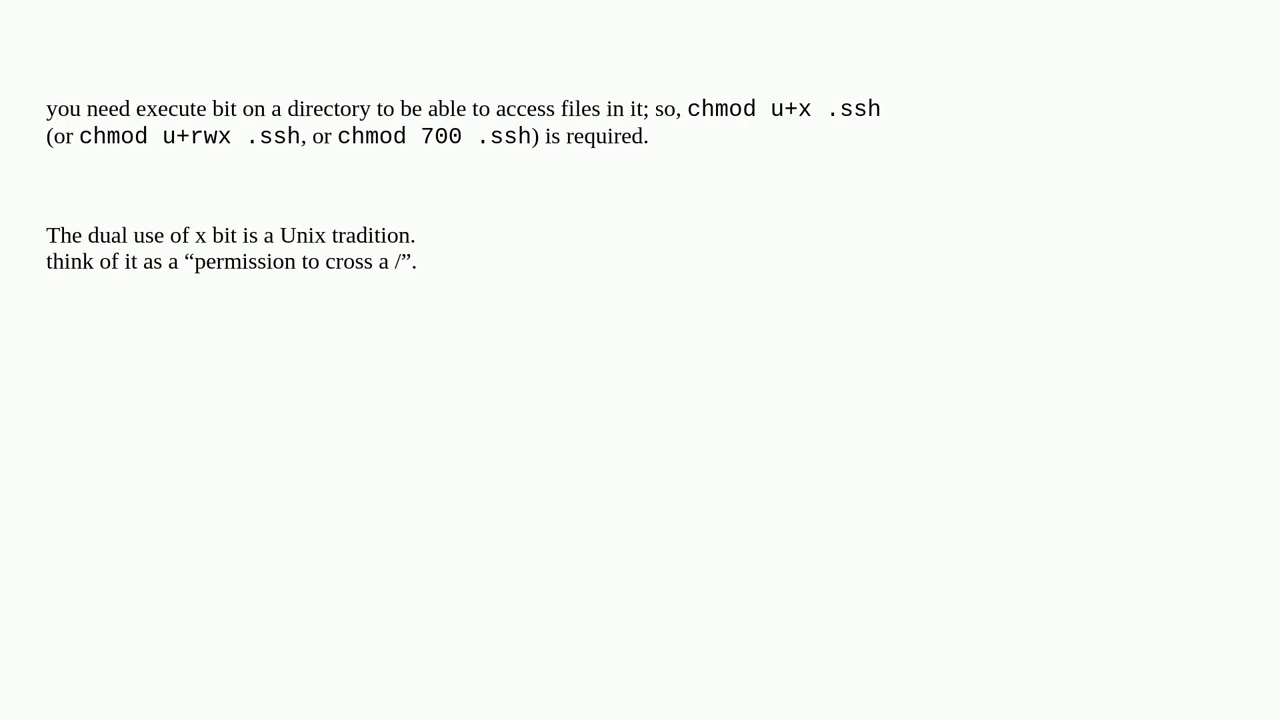 you need execute bit on a directory to be able to access files in it; so, chmod u+x .ssh
(or chmod u+rwx .ssh, or chmod 700 .ssh) is required.
The dual use of x bit is a Unix tradition.
think of it as a “permission to cross a /”.